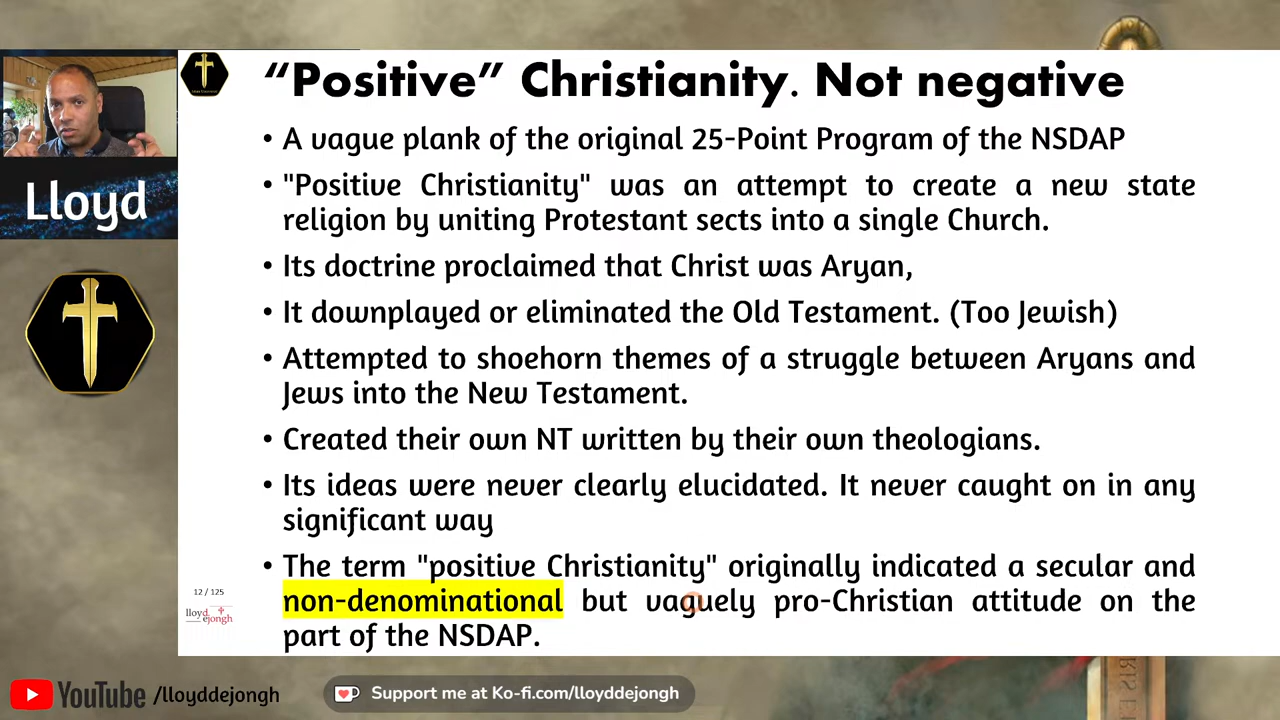 "Positive" Christianity. Not negative
• A vague plank of the original 25-Point Program of the NSDAP
• "Positive Christianity" was an attempt to create a new state
religion by uniting Protestant sects into a single Church.
• Its doctrine proclaimed that Christ was Aryan,
• It downplayed or eliminated the Old Testament. (Too Jewish)
• Attempted to shoehorn themes of a struggle between Aryans and
Jews into the New Testament.
• Created their own NT written by their own theologians.
• Its ideas were never clearly elucidated. It never caught on in any
significant way
• The term "positive Christianity" originally indicated a secular and
non-denominational but vaguely pro-Christian attitude on the
part of the NSDAP.
Lloyd
12 / 125
lloyd
dejongh
YouTube /lloyddejongh
Support me at Ko-fi.com/lloyddejongh